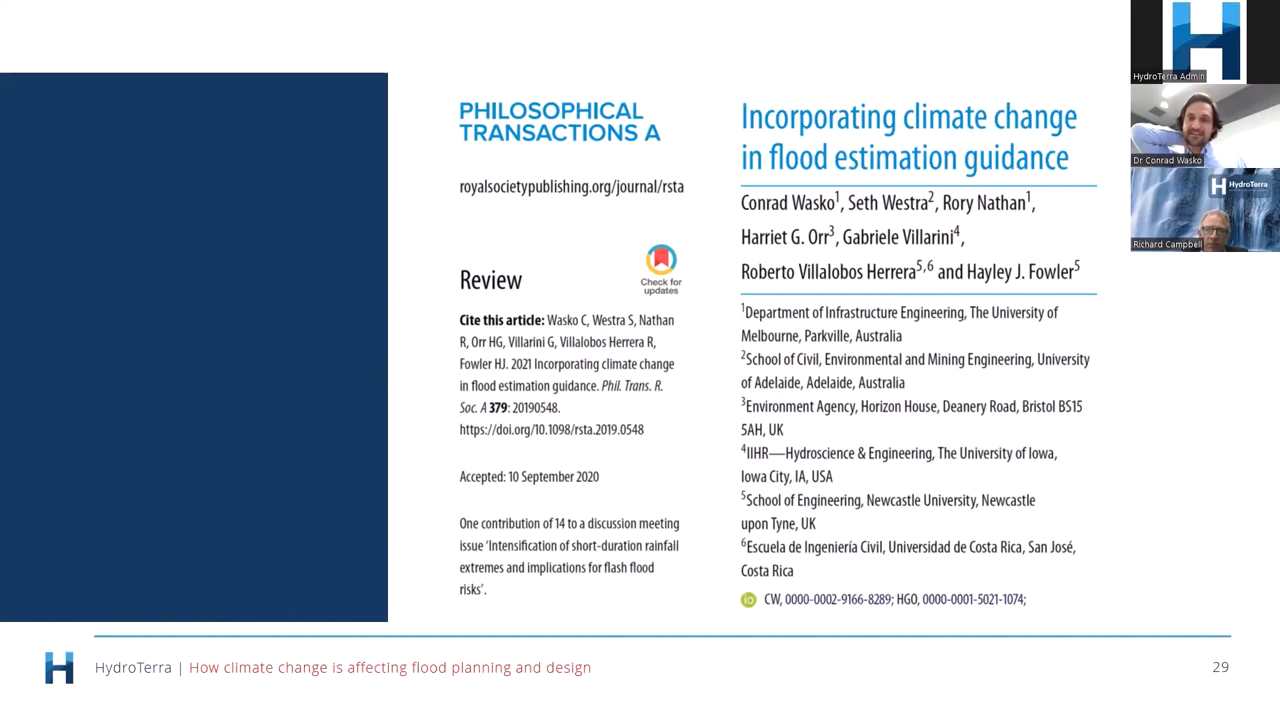 PHILOSOPHICAL
TRANSACTIONS A
royalsocietypublishing.org/journal/rsta
Review
Check for
updates
Cite this article: Wasko C, Westra S, Nathan
R, Orr HG, Villarini G, Villalobos Herrera R,
Fowler HJ. 2021 Incorporating climate change
in flood estimation guidance. Phil. Trans. R.
Soc. A 379: 20190548.
https://doi.org/10.1098/rsta.2019.0548
Accepted: 10 September 2020
One contribution of 14 to a discussion meeting
issue ‘Intensification of short-duration rainfall
extremes and implications for flash flood
risks’.
Incorporating climate change
in flood estimation guidance
Conrad Wasko1, Seth Westra2, Rory Nathan1,
Harriet G. Orr3, Gabriele Villarini4,
Roberto Villalobos Herrera5,6 and Hayley J. Fowler5
1Department of Infrastructure Engineering, The University of
Melbourne, Parkville, Australia
2School of Civil, Environmental and Mining Engineering, University
of Adelaide, Adelaide, Australia
3Environment Agency, Horizon House, Deanery Road, Bristol BS15
5AH, UK
4IIHR—Hydroscience & Engineering, The University of Iowa,
Iowa City, IA, USA
5School of Engineering, Newcastle University, Newcastle
upon Tyne, UK
6Escuela de Ingeniería Civil, Universidad de Costa Rica, San José,
Costa Rica
iD CW, 0000-0002-9166-8289; HGO, 0000-0001-5021-1074;
HydroTerra Admin
Dr Conrad Wasko
HydroTerra
Richard Campbell
H HydroTerra | How climate change is affecting flood planning and design
29